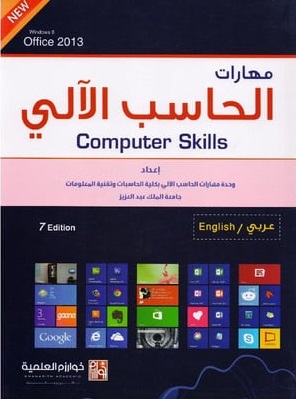 NEW
Windows 8
Office 2013
مهارات
الحاسب الآلي
Computer Skills
إعداد
وحدة مهارات الحاسب الآلي بكلية الحاسبات وتقنية المعلومات
جامعة الملك عبد العزيز
7 Edition
عربي / English
gaana
Google
خوارزم العلمية